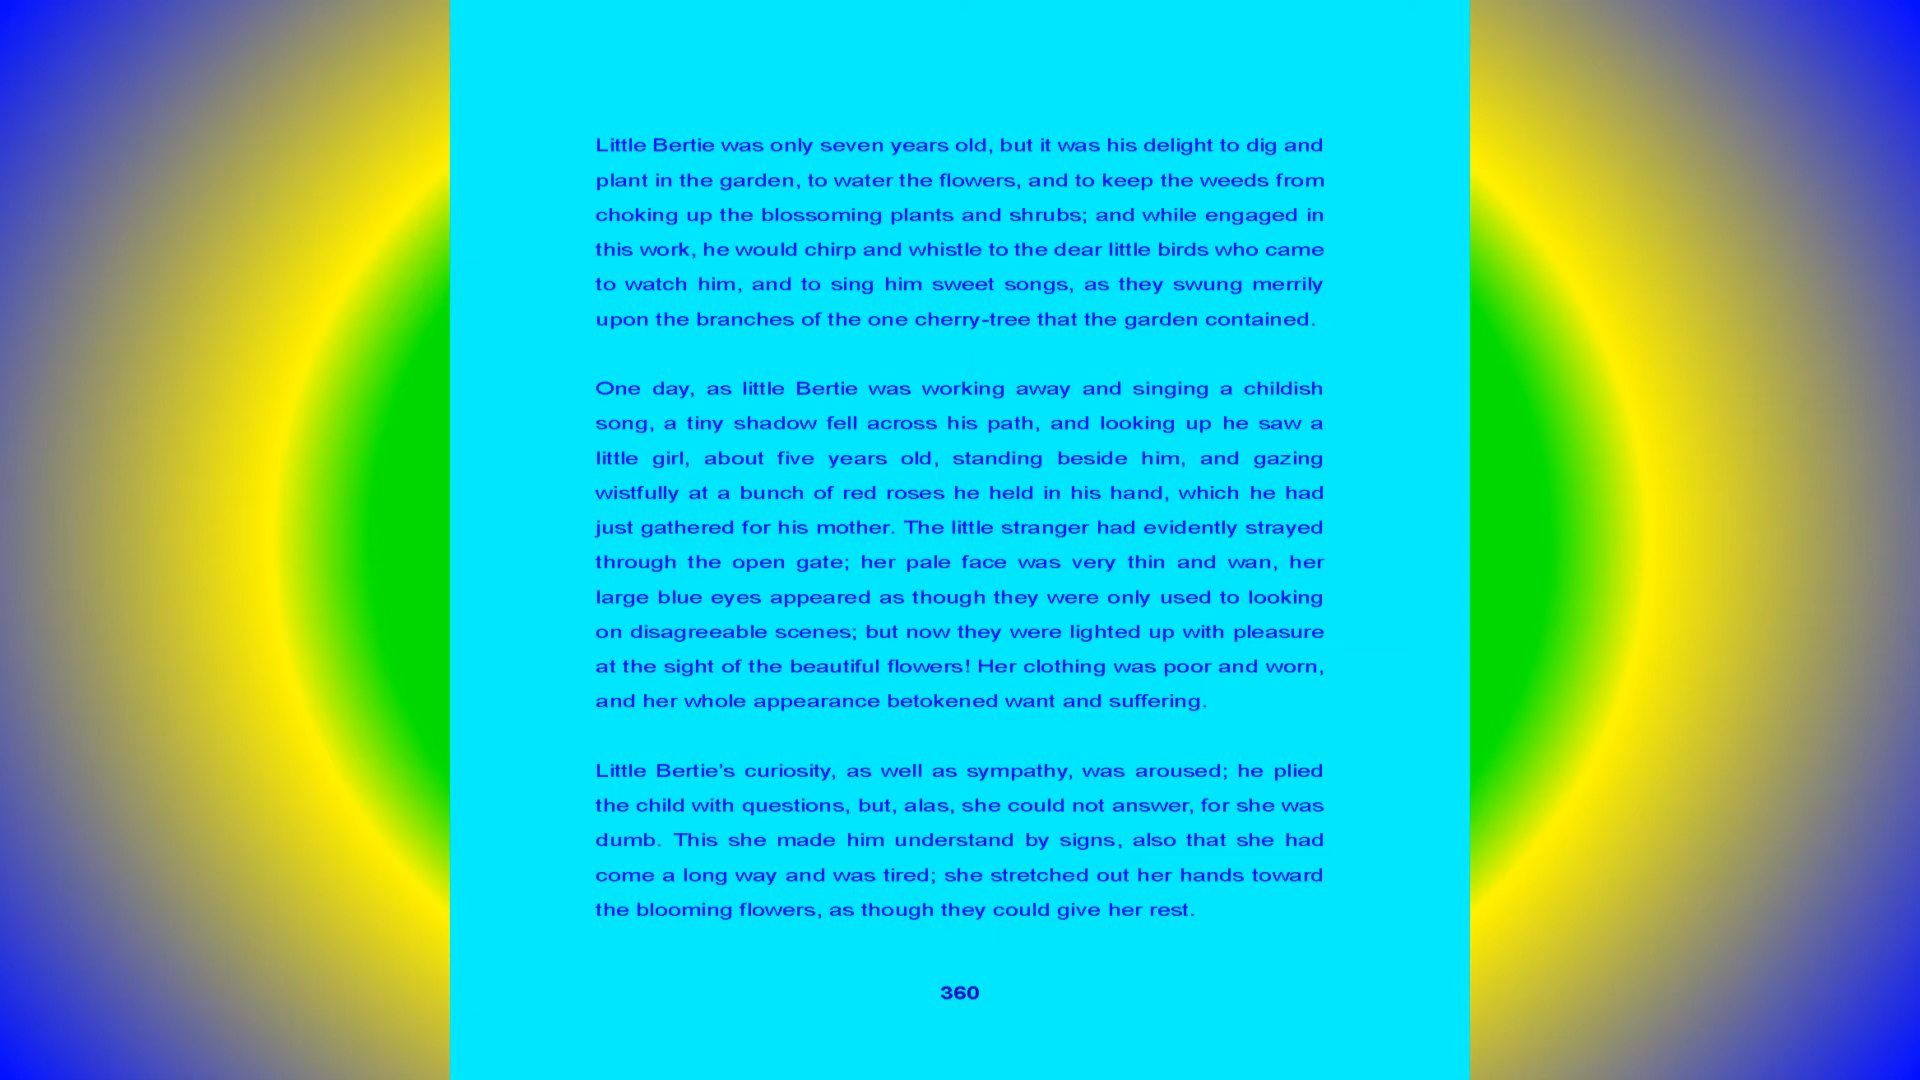 Little Bertie was only seven years old, but it was his delight to dig and
plant in the garden, to water the flowers, and to keep the weeds from
choking up the blossoming plants and shrubs; and while engaged in
this work, he would chirp and whistle to the dear little birds who came
to watch him, and to sing him sweet songs, as they swung merrily
upon the branches of the one cherry-tree that the garden contained.
One day, as little Bertie was working away and singing a childish
song, a tiny shadow fell across his path, and looking up he saw a
little girl, about five years old, standing beside him, and gazing
wistfully at a bunch of red roses he held in his hand, which he had
just gathered for his mother. The little stranger had evidently strayed
through the open gate; her pale face was very thin and wan, her
large blue eyes appeared as though they were only used to looking
on disagreeable scenes; but now they were lighted up with pleasure
at the sight of the beautiful flowers! Her clothing was poor and worn,
and her whole appearance betokened want and suffering.
Little Bertie’s curiosity, as well as sympathy, was aroused; he plied
the child with questions, but, alas, she could not answer, for she was
dumb. This she made him understand by signs, also that she had
come a long way and was tired; she stretched out her hands toward
the blooming flowers, as though they could give her rest.
360